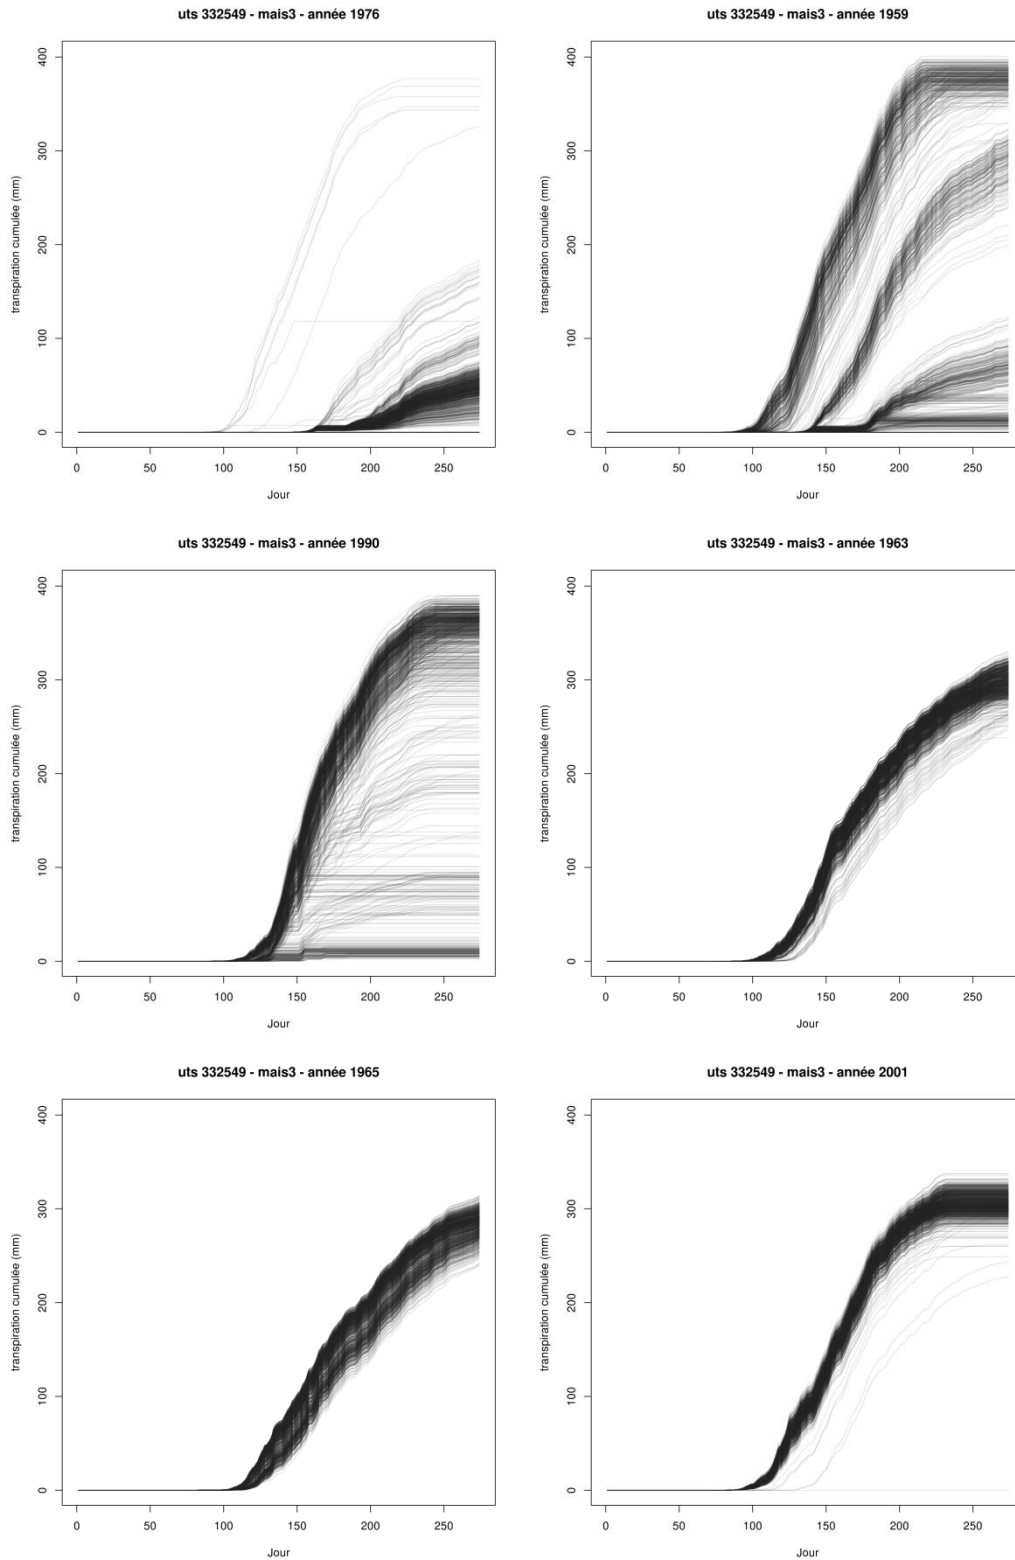 uts 332549 - mais3 - année 1976
transpiration cumulée (mm)
400
300
200
100
0
0 50 100 150 200 250
Jour
uts 332549 - mais3 - année 1959
transpiration cumulée (mm)
400
300
200
100
0
0 50 100 150 200 250
Jour
uts 332549 - mais3 - année 1990
transpiration cumulée (mm)
400
300
200
100
0
0 50 100 150 200 250
Jour
uts 332549 - mais3 - année 1963
transpiration cumulée (mm)
400
300
200
100
0
0 50 100 150 200 250
Jour
uts 332549 - mais3 - année 1965
transpiration cumulée (mm)
400
300
200
100
0
0 50 100 150 200 250
Jour
uts 332549 - mais3 - année 2001
transpiration cumulée (mm)
400
300
200
100
0
0 50 100 150 200 250
Jour